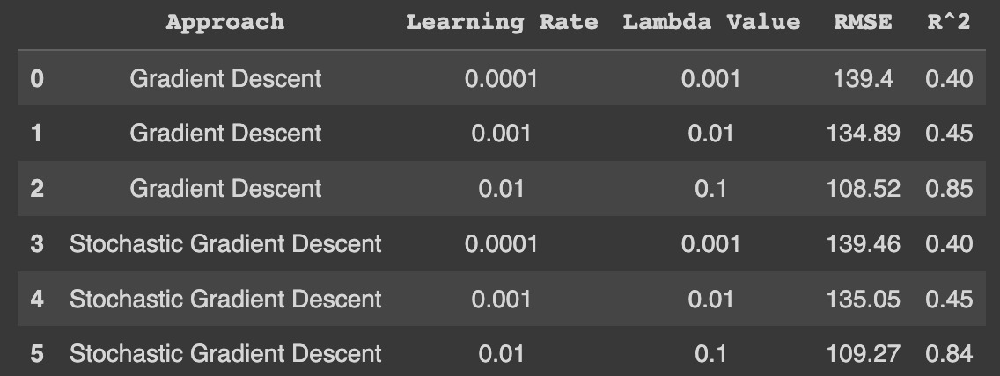 Approach Learning Rate Lambda Value RMSE R^2
0 Gradient Descent 0.0001 0.001 139.4 0.40
1 Gradient Descent 0.001 0.01 134.89 0.45
2 Gradient Descent 0.01 0.1 108.52 0.85
3 Stochastic Gradient Descent 0.0001 0.001 139.46 0.40
4 Stochastic Gradient Descent 0.001 0.01 135.05 0.45
5 Stochastic Gradient Descent 0.01 0.1 109.27 0.84